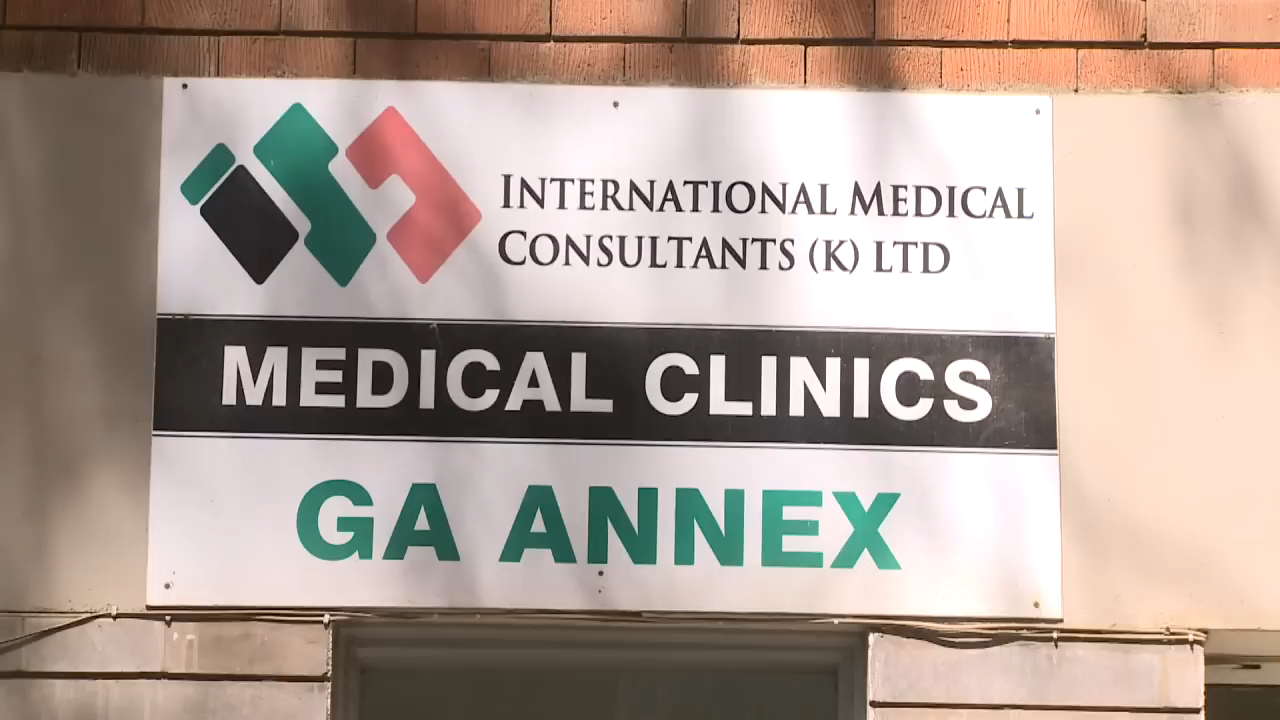 INTERNATIONAL MEDICAL
CONSULTANTS (K) LTD
MEDICAL CLINICS
GA ANNEX